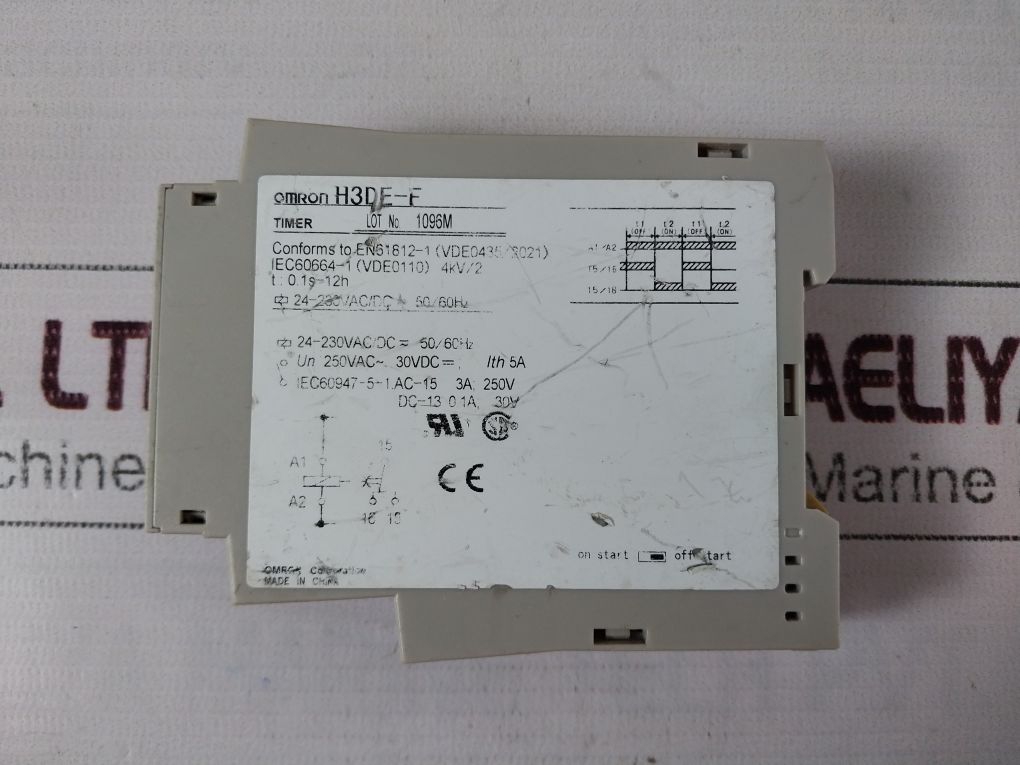 OMRON H3DE-F
TIMER LOT No 1096M
Conforms to EN61812-1 (VDE0435/2021)
IEC60664-1 (VDE0110) 4kV/2
t: 0.1s-12h
24-230VAC/DC 50/60Hz
24-230VAC/DC 50/60Hz
Un 250VAC~ 30VDC Ith 5A
IEC60947-5-1 AC-15 3A 250V
DC-13 0.1A, 30V
t1 t2 t1 t2
(OFF) (ON) (OFF) (ON)
A1/A2
15/16
15/18
15
A1
A2
16 18
CE
on start off start
OMRON Corporation
MADE IN CHINA
LT
AELIYA
chine
Marine